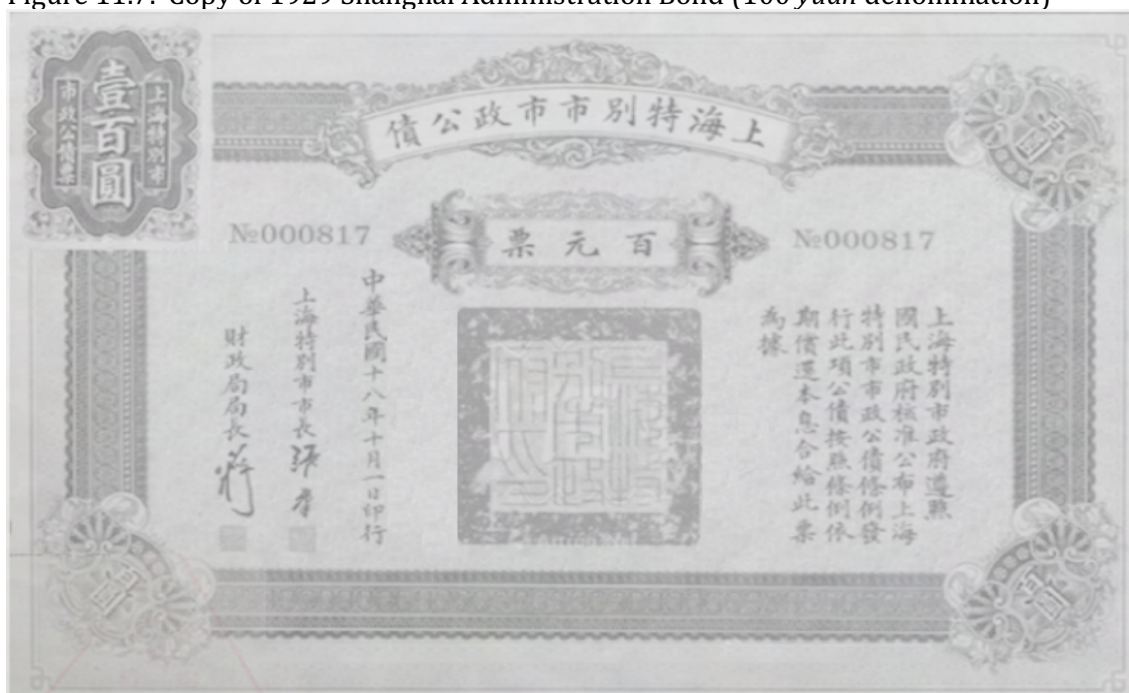 Figure 11.7: Copy of 1929 Shanghai Administration Bond (100 yuan denomination)
上海特別市
壹百圓
市政公債票
上海特別市市政公債
№000817
百元票
№000817
上海特別市政府遵照
國民政府核准公布上海
特別市市政公債條例發
行此項公債按照條例依
期償還本息合給此票
為據
中華民國十八年十月一日印行
上海特別市市長張羣
財政局局長